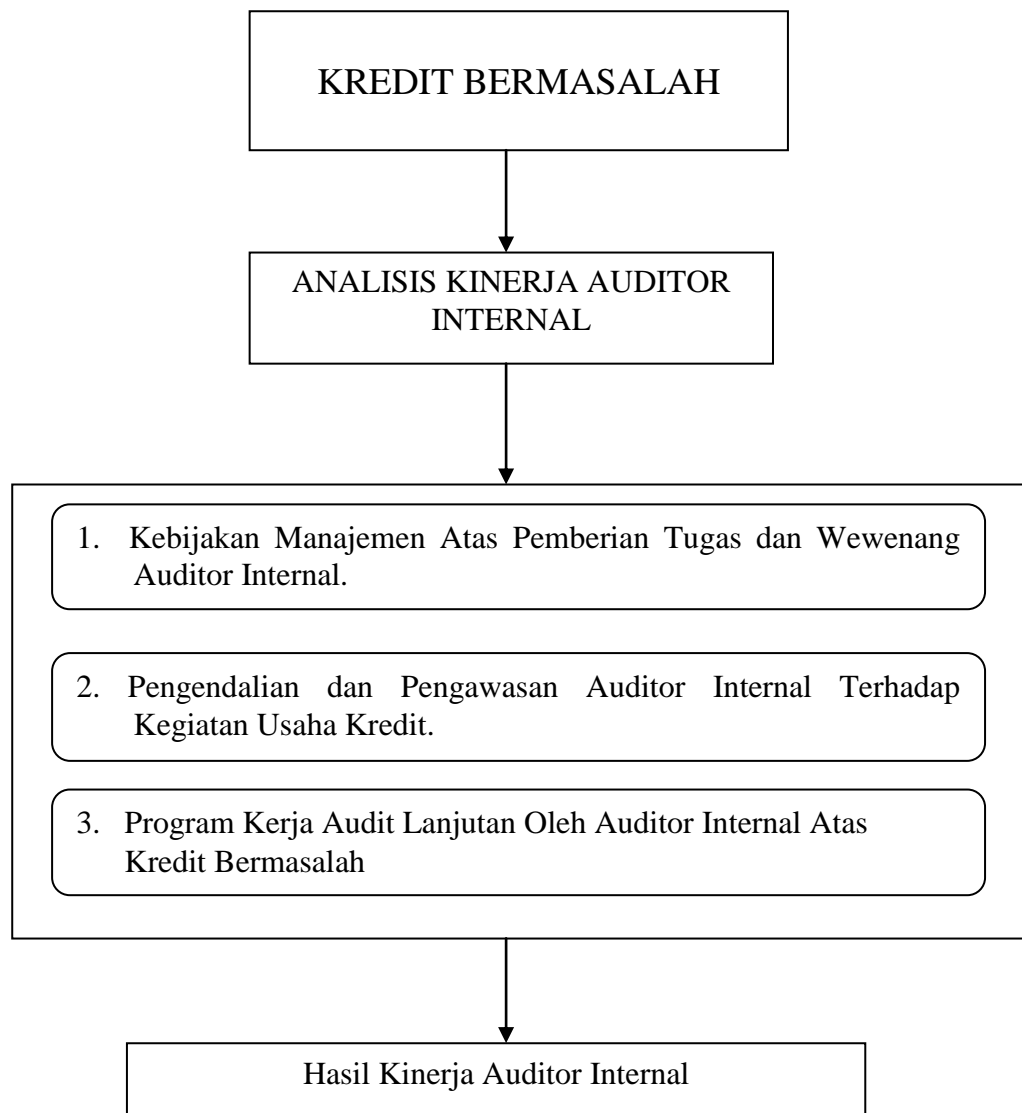 KREDIT BERMASALAH
ANALISIS KINERJA AUDITOR
INTERNAL
1. Kebijakan Manajemen Atas Pemberian Tugas dan Wewenang
Auditor Internal.
2. Pengendalian dan Pengawasan Auditor Internal Terhadap
Kegiatan Usaha Kredit.
3. Program Kerja Audit Lanjutan Oleh Auditor Internal Atas
Kredit Bermasalah
Hasil Kinerja Auditor Internal